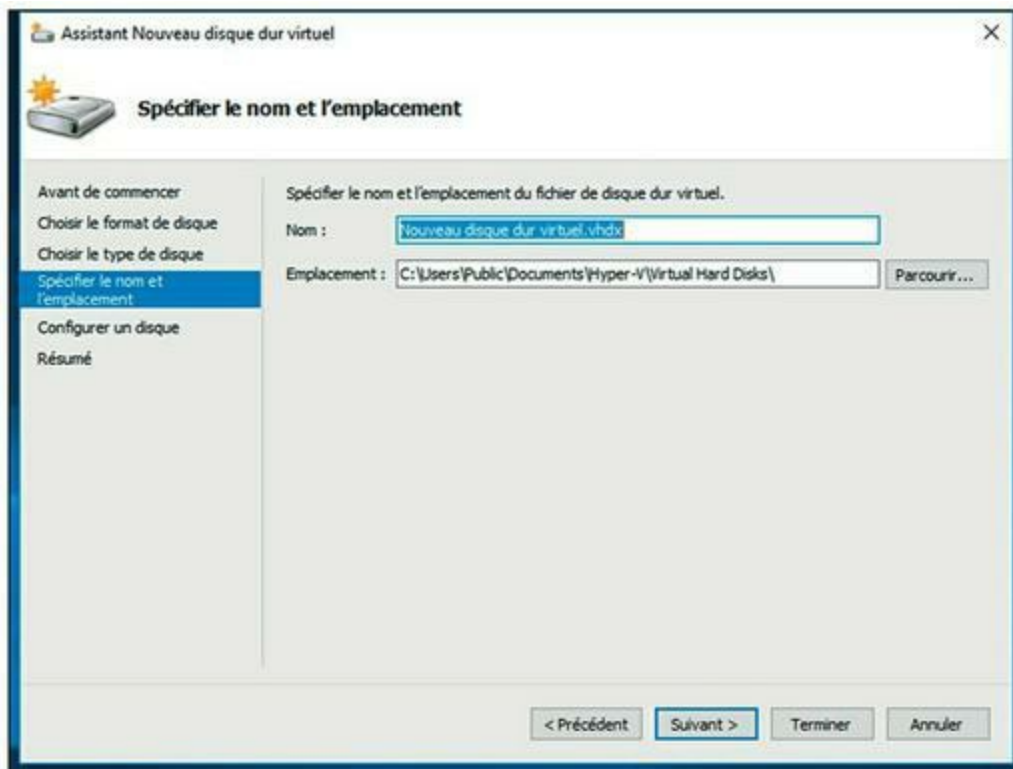 Assistant Nouveau disque dur virtuel
Spécifier le nom et l'emplacement
Avant de commencer
Choisir le format de disque
Choisir le type de disque
Spécifier le nom et
l'emplacement
Configurer un disque
Résumé
Spécifier le nom et l'emplacement du fichier de disque dur virtuel.
Nom : Nouveau disque dur virtuel.vhdx
Emplacement : C:\Users\Public\Documents\Hyper-V\Virtual Hard Disks\ Parcourir...
< Précédent Suivant > Terminer Annuler